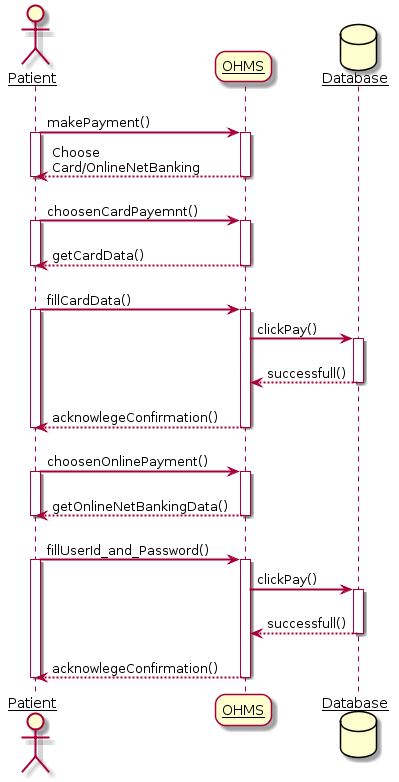 Patient
OHMS
Database
makePayment()
Choose
Card/OnlineNetBanking
choosenCardPayemnt()
getCardData()
fillCardData()
clickPay()
successfull()
acknowlegeConfirmation()
choosenOnlinePayment()
getOnlineNetBankingData()
fillUserId_and_Password()
clickPay()
successfull()
acknowlegeConfirmation()
Patient
OHMS
Database